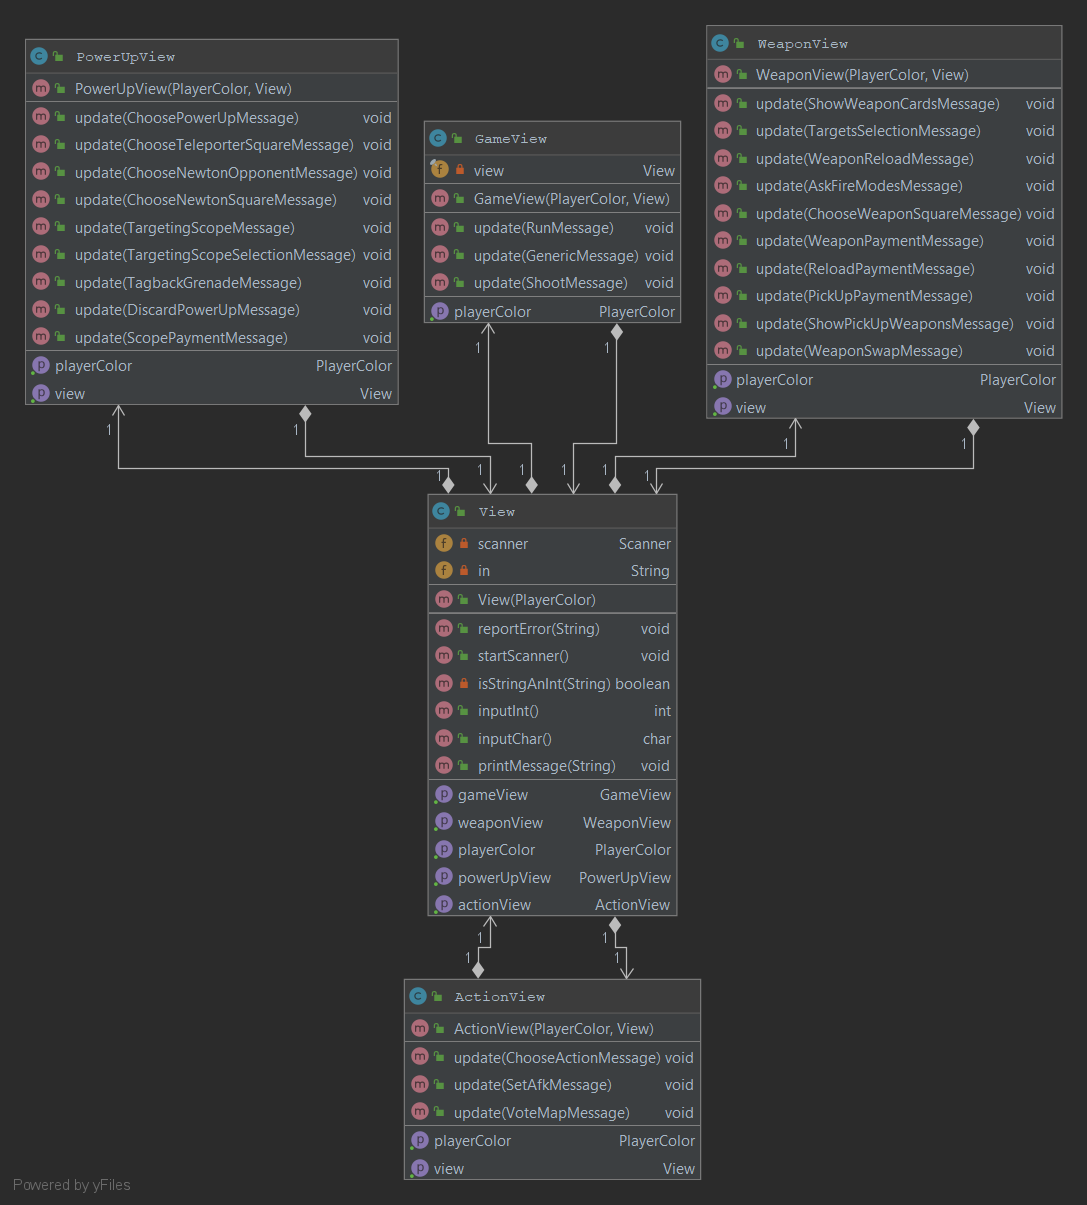 PowerUpView
PowerUpView(PlayerColor, View)
update(ChoosePowerUpMessage) void
update(ChooseTeleporterSquareMessage) void
update(ChooseNewtonOpponentMessage) void
update(ChooseNewtonSquareMessage) void
update(TargetingScopeMessage) void
update(TargetingScopeSelectionMessage) void
update(TagbackGrenadeMessage) void
update(DiscardPowerUpMessage) void
update(ScopePaymentMessage) void
playerColor PlayerColor
view View
GameView
view View
GameView(PlayerColor, View)
update(RunMessage) void
update(GenericMessage) void
update(ShootMessage) void
playerColor PlayerColor
WeaponView
WeaponView(PlayerColor, View)
update(ShowWeaponCardsMessage) void
update(TargetsSelectionMessage) void
update(WeaponReloadMessage) void
update(AskFireModesMessage) void
update(ChooseWeaponSquareMessage) void
update(WeaponPaymentMessage) void
update(ReloadPaymentMessage) void
update(PickUpPaymentMessage) void
update(ShowPickUpWeaponsMessage) void
update(WeaponSwapMessage) void
playerColor PlayerColor
view View
1 1
1 1
1 1
1 1 1 1 1 1
View
scanner Scanner
in String
View(PlayerColor)
reportError(String) void
startScanner() void
isStringAnInt(String) boolean
inputInt() int
inputChar() char
printMessage(String) void
gameView GameView
weaponView WeaponView
playerColor PlayerColor
powerUpView PowerUpView
actionView ActionView
1 1
1 1
ActionView
ActionView(PlayerColor, View)
update(ChooseActionMessage) void
update(SetAfkMessage) void
update(VoteMapMessage) void
playerColor PlayerColor
view View
Powered by yFiles